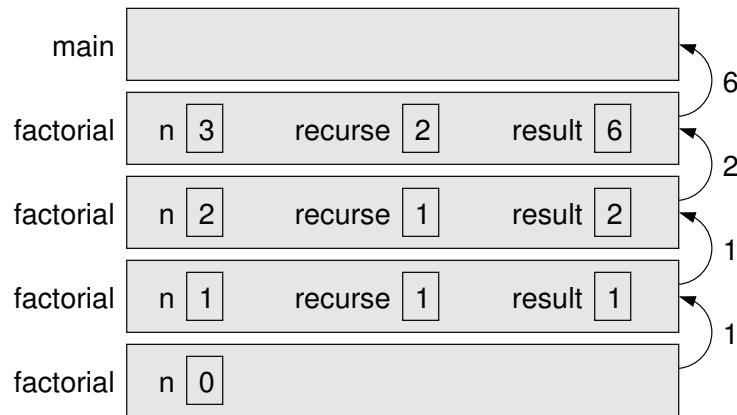 main
6
factorial n 3 recurse 2 result 6
2
factorial n 2 recurse 1 result 2
1
factorial n 1 recurse 1 result 1
1
factorial n 0